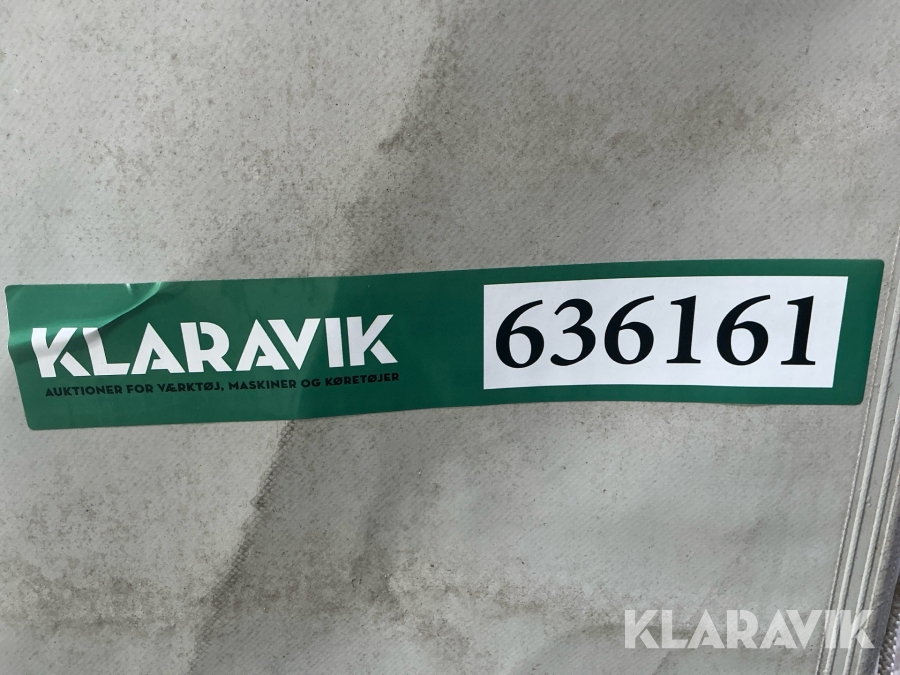 KLARAVIK
AUKTIONER FOR VÆRKTØJ, MASKINER OG KØRETØJER
636161
KLARAVIK